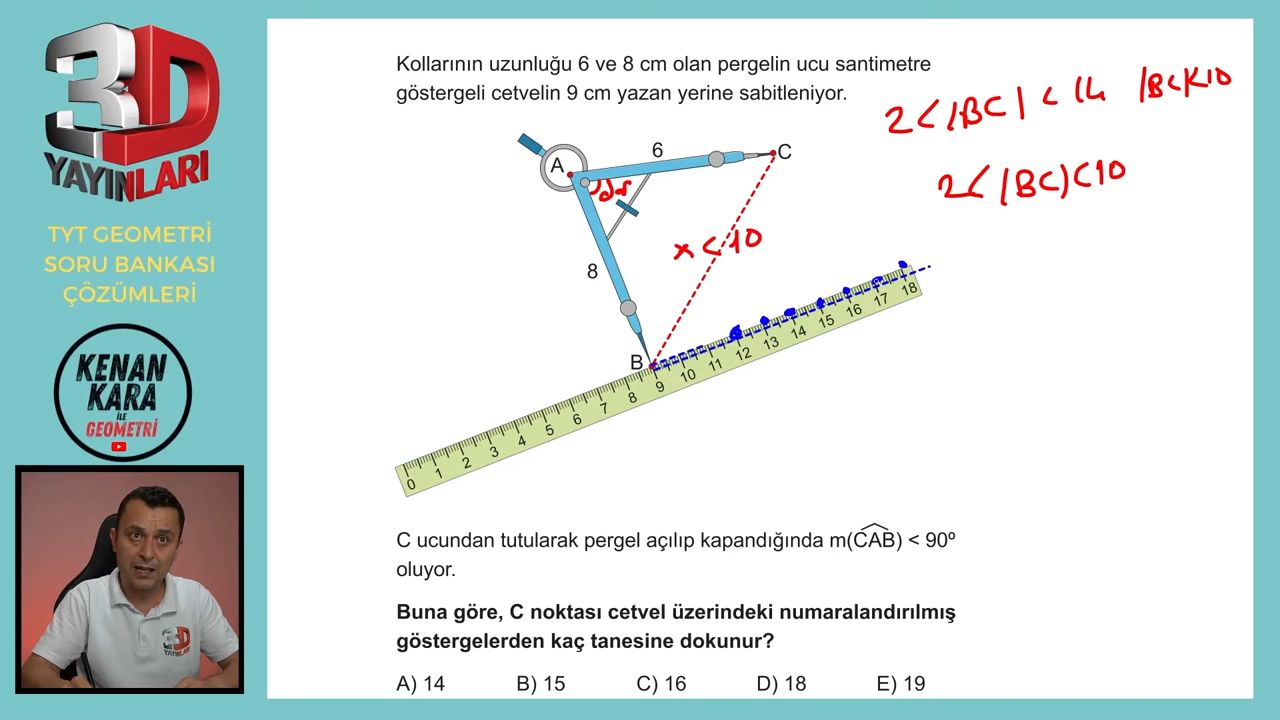 3D
YAYINLARI
TYT GEOMETRİ
SORU BANKASI
ÇÖZÜMLERİ
KENAN
KARA
İLE
GEOMETRİ
3D
YAYINLARI
Kollarının uzunluğu 6 ve 8 cm olan pergelin ucu santimetre
göstergeli cetvelin 9 cm yazan yerine sabitleniyor.
2 < |BC| < 14 |BC|<10
2 < |BC| < 10
A
6
C
8
x < 10
B
0 1 2 3 4 5 6 7 8 9 10 11 12 13 14 15 16 17 18
C ucundan tutularak pergel açılıp kapandığında m(CAB) < 90º
oluyor.
Buna göre, C noktası cetvel üzerindeki numaralandırılmış
göstergelerden kaç tanesine dokunur?
A) 14 B) 15 C) 16 D) 18 E) 19